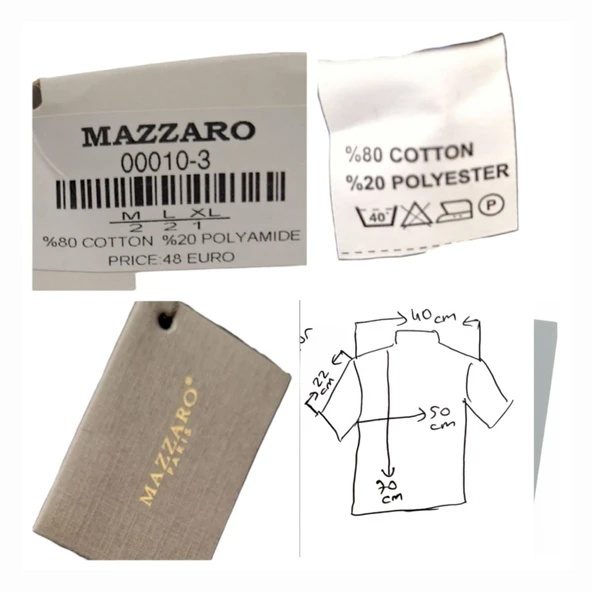 MAZZARO
00010-3
M L XL
2 2 1
%80 COTTON %20 POLYAMIDE
PRICE:48 EURO
%80 COTTON
%20 POLYESTER
40°
P
MAZZARO®
PARIS
40 cm
22
cm
50
cm
70
cm